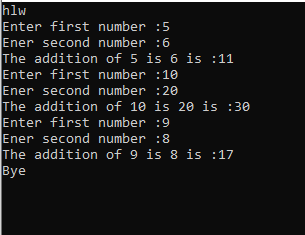 hlw
Enter first number :5
Ener second number :6
The addition of 5 is 6 is :11
Enter first number :10
Ener second number :20
The addition of 10 is 20 is :30
Enter first number :9
Ener second number :8
The addition of 9 is 8 is :17
Bye